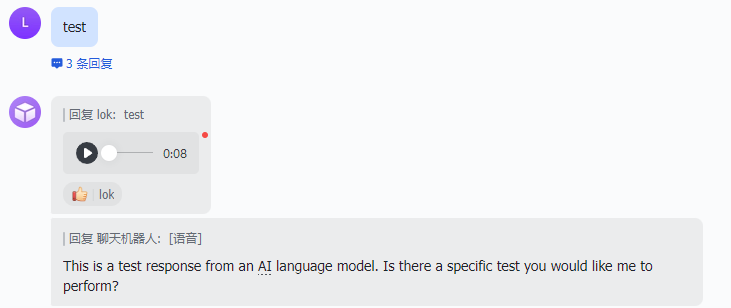 L
test
3 条回复
回复 lok: test
0:08
lok
回复 聊天机器人: [语音]
This is a test response from an AI language model. Is there a specific test you would like me to
perform?